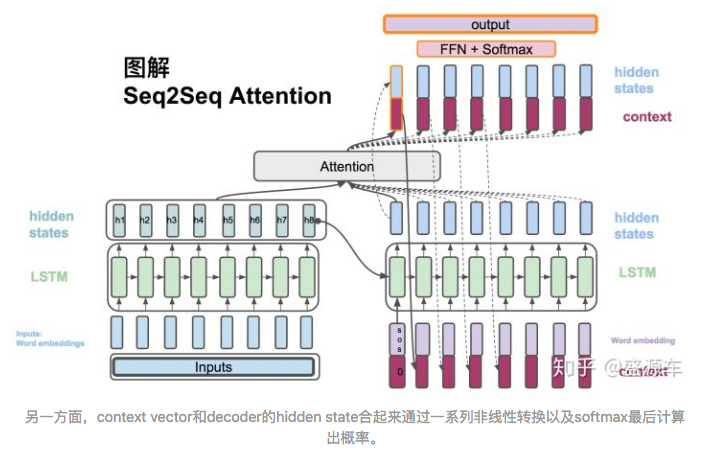 output
FFN + Softmax
图解
Seq2Seq Attention
hidden
states
context
Attention
hidden
states
h1 h2 h3 h4 h5 h6 h7 h8
hidden
states
LSTM
LSTM
Inputs:
Word embeddings
s
o
s
Word embedding
Inputs
0
知乎 @盛源车
context
另一方面，context vector和decoder的hidden state合起来通过一系列非线性转换以及softmax最后计算
出概率。